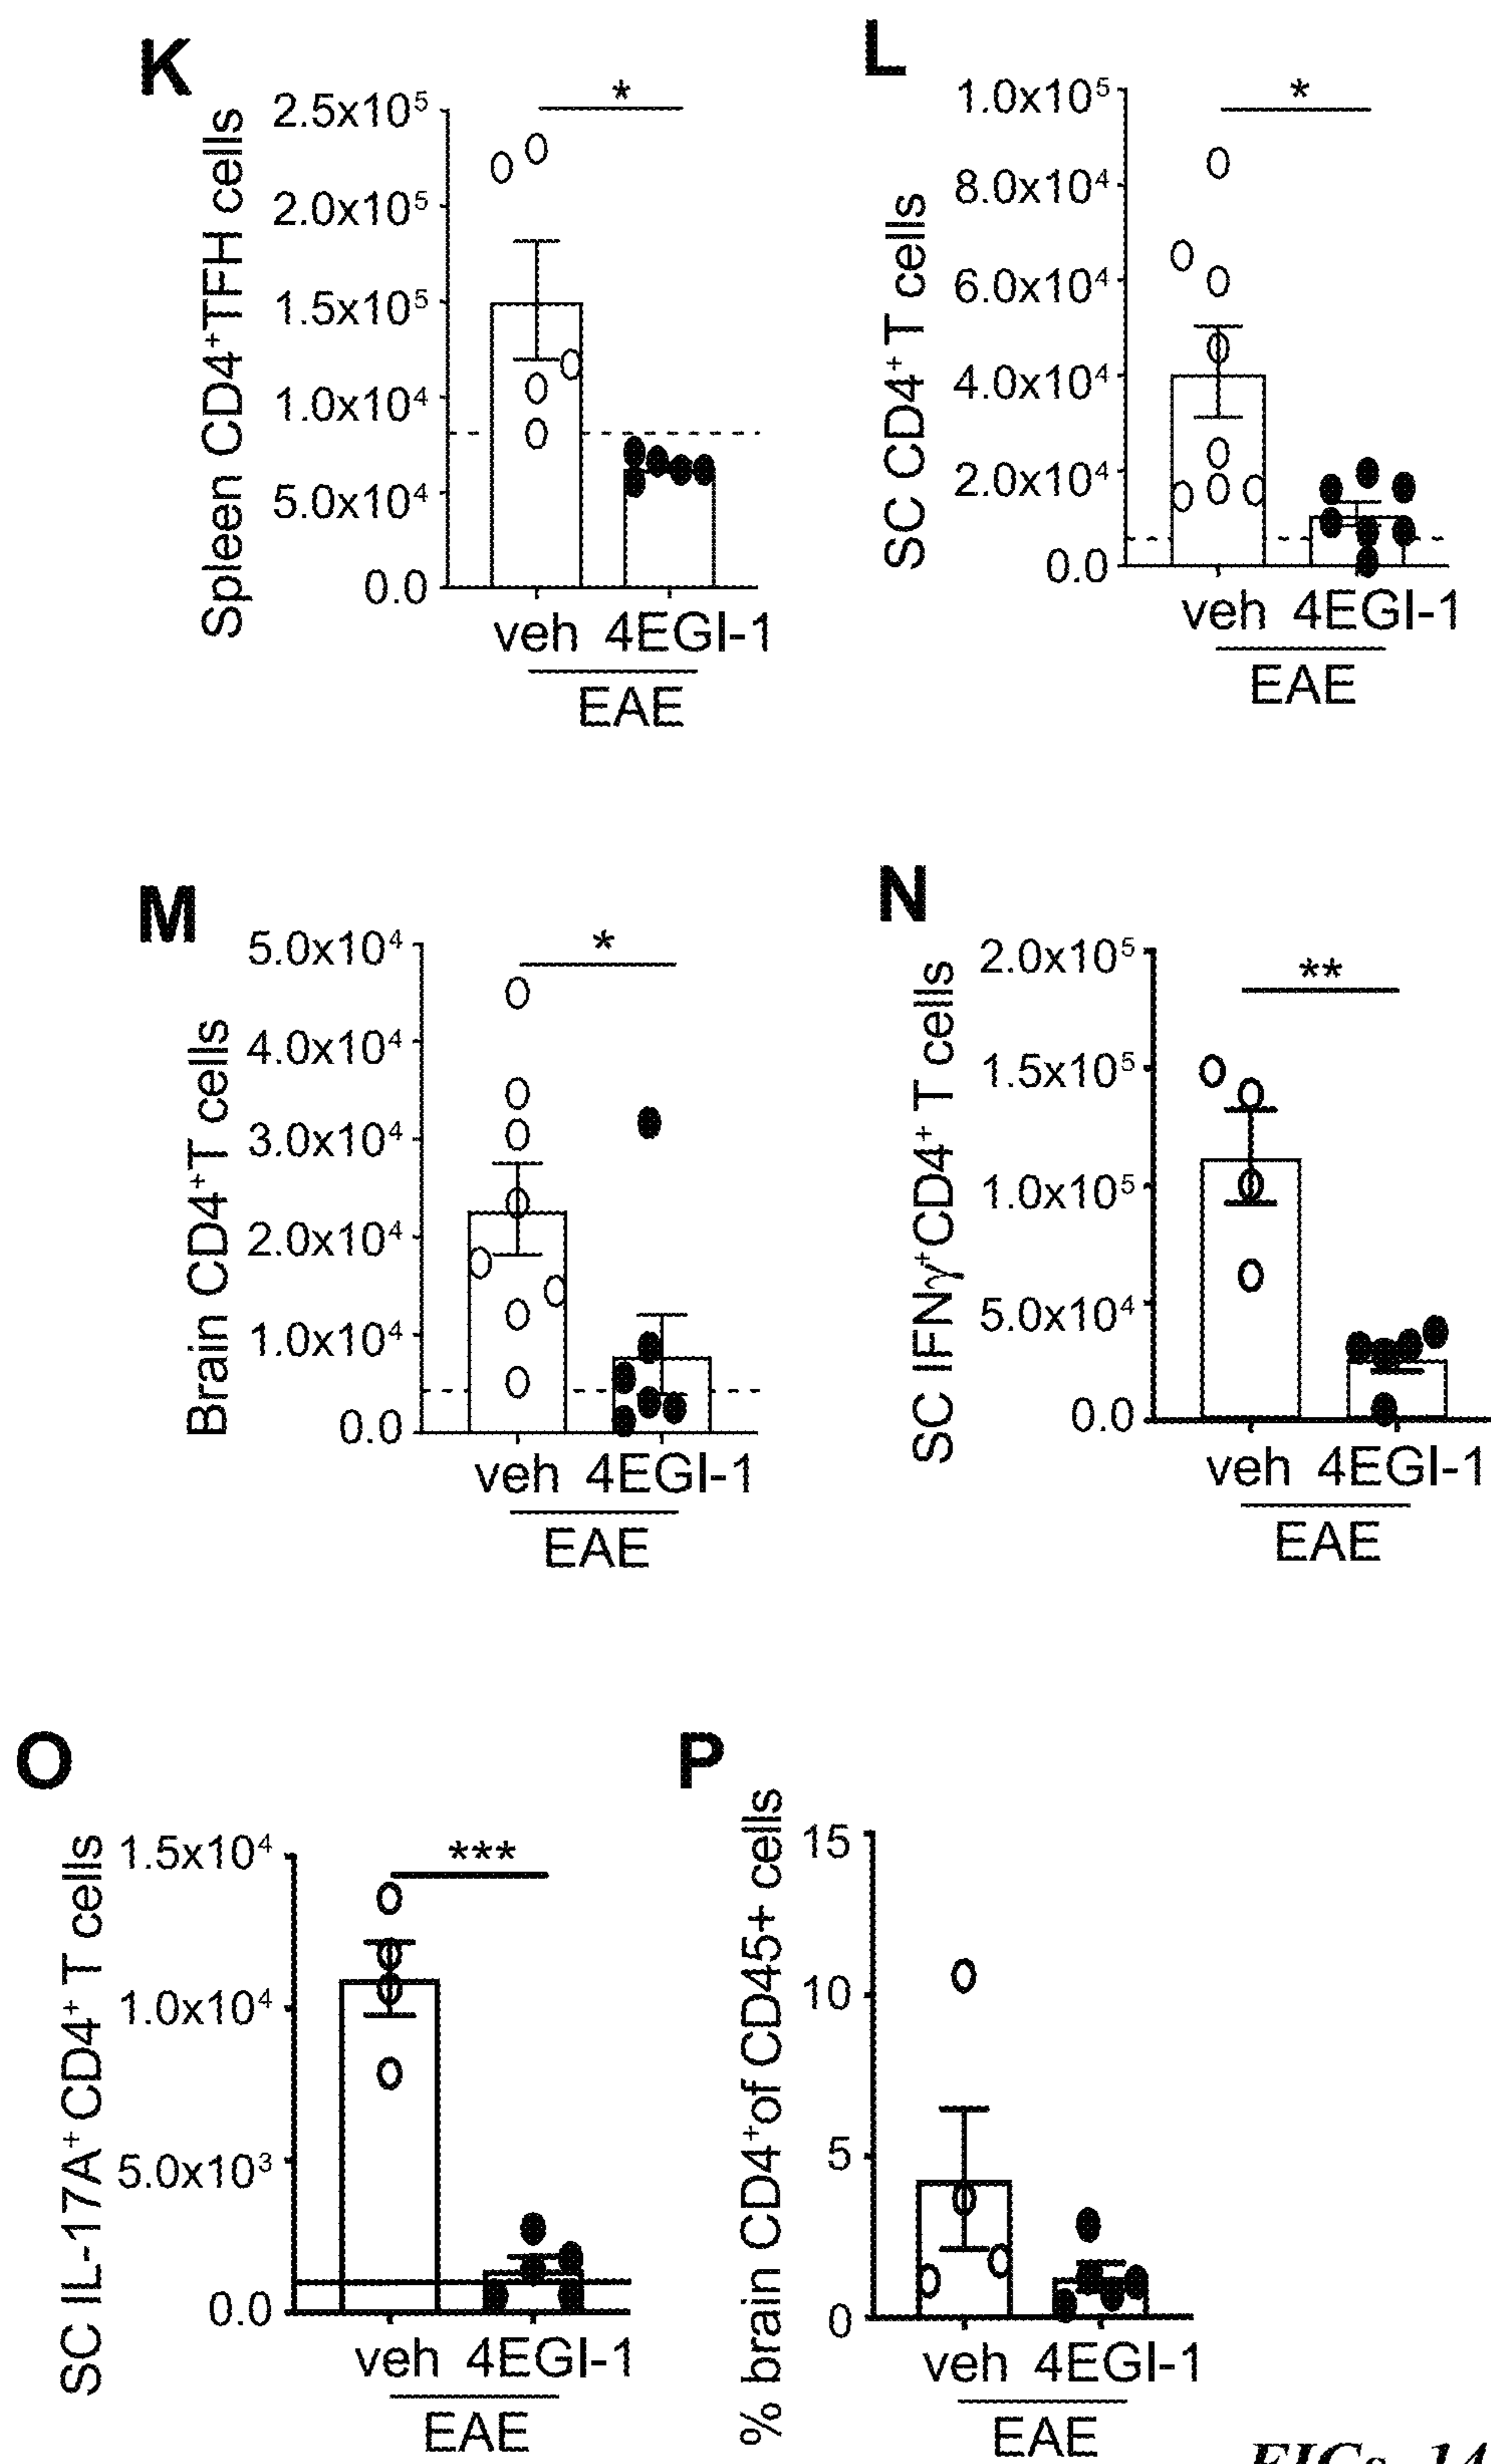 K
Spleen CD4⁺TFH cells
2.5x10⁵
2.0x10⁵
1.5x10⁵
1.0x10⁴
5.0x10⁴
0.0
*
veh 4EGI-1
EAE
L
SC CD4⁺T cells
1.0x10⁵
8.0x10⁴
6.0x10⁴
4.0x10⁴
2.0x10⁴
0.0
*
veh 4EGI-1
EAE
M
Brain CD4⁺T cells
5.0x10⁴
4.0x10⁴
3.0x10⁴
2.0x10⁴
1.0x10⁴
0.0
*
veh 4EGI-1
EAE
N
SC IFNγ⁺CD4⁺ T cells
2.0x10⁵
1.5x10⁵
1.0x10⁵
5.0x10⁴
0.0
**
veh 4EGI-1
EAE
O
SC IL-17A⁺CD4⁺ T cells
1.5x10⁴
1.0x10⁴
5.0x10³
0.0
***
veh 4EGI-1
EAE
P
% brain CD4⁺of CD45+ cells
15
10
5
0
veh 4EGI-1
EAE